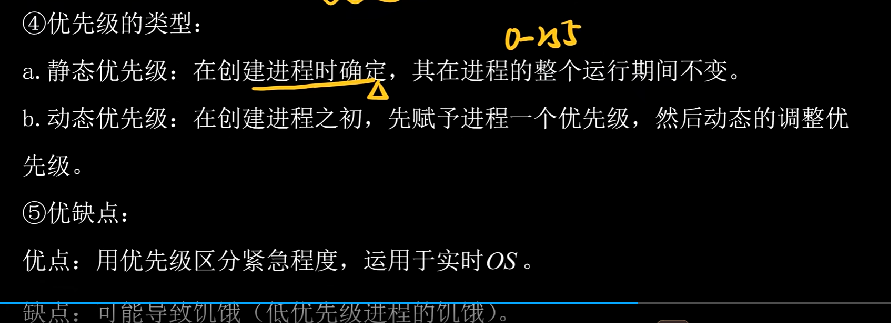 ④优先级的类型：
0-255
a.静态优先级：在创建进程时确定，其在进程的整个运行期间不变。
b.动态优先级：在创建进程之初，先赋予进程一个优先级，然后动态的调整优
先级。
⑤优缺点：
优点：用优先级区分紧急程度，运用于实时OS。
缺点：可能导致饥饿（低优先级进程的饥饿）。